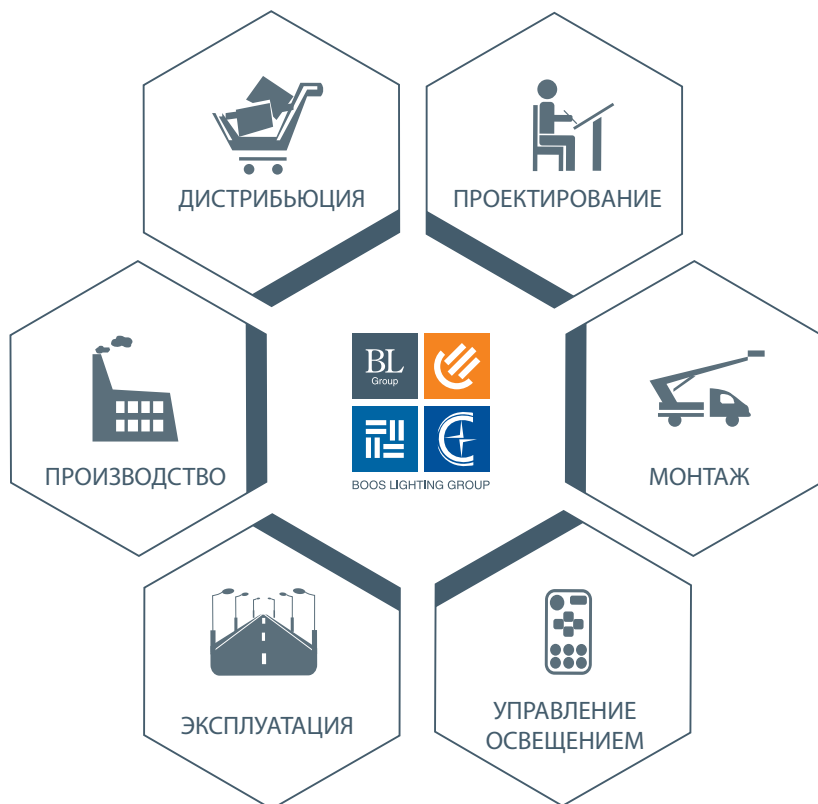 ДИСТРИБЬЮЦИЯ
ПРОЕКТИРОВАНИЕ
BL
Group
BOOS LIGHTING GROUP
ПРОИЗВОДСТВО
МОНТАЖ
ЭКСПЛУАТАЦИЯ
УПРАВЛЕНИЕ
ОСВЕЩЕНИЕМ